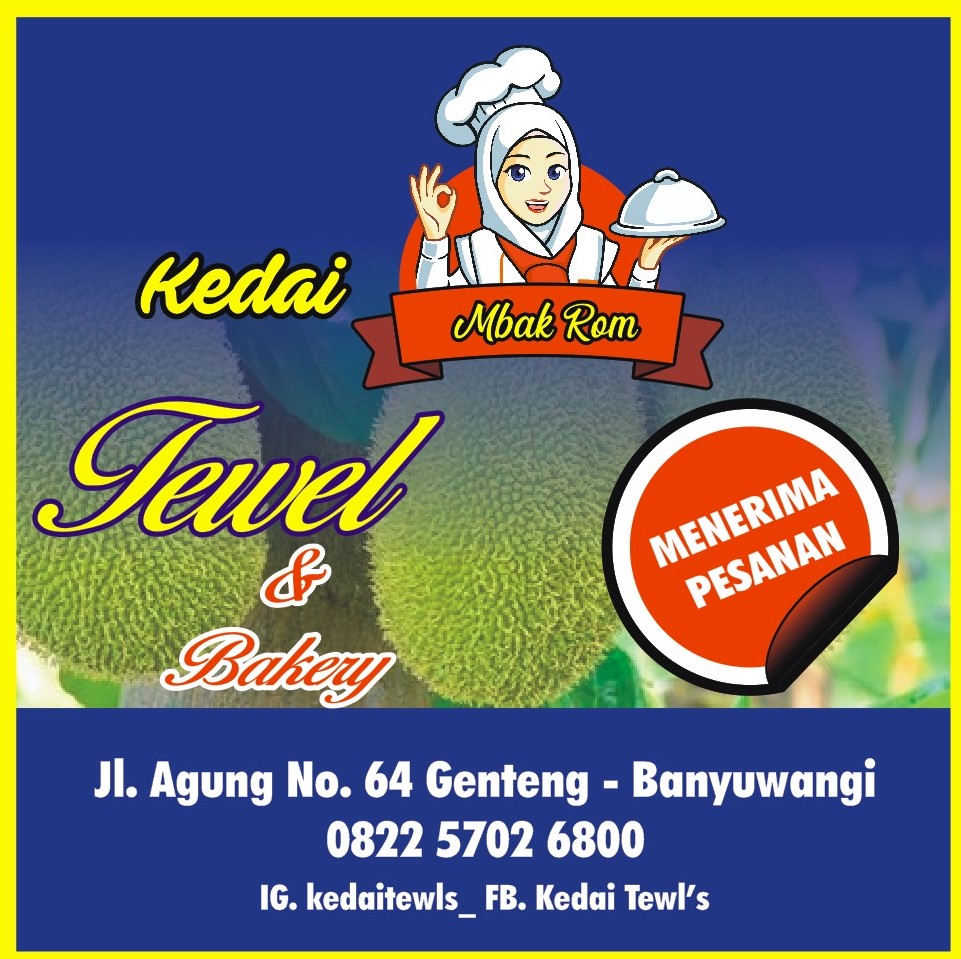 Kedai
Mbak Rom
Tewel
&
Bakery
MENERIMA
PESANAN
Jl. Agung No. 64 Genteng - Banyuwangi
0822 5702 6800
IG. kedaitewls_ FB. Kedai Tewl's